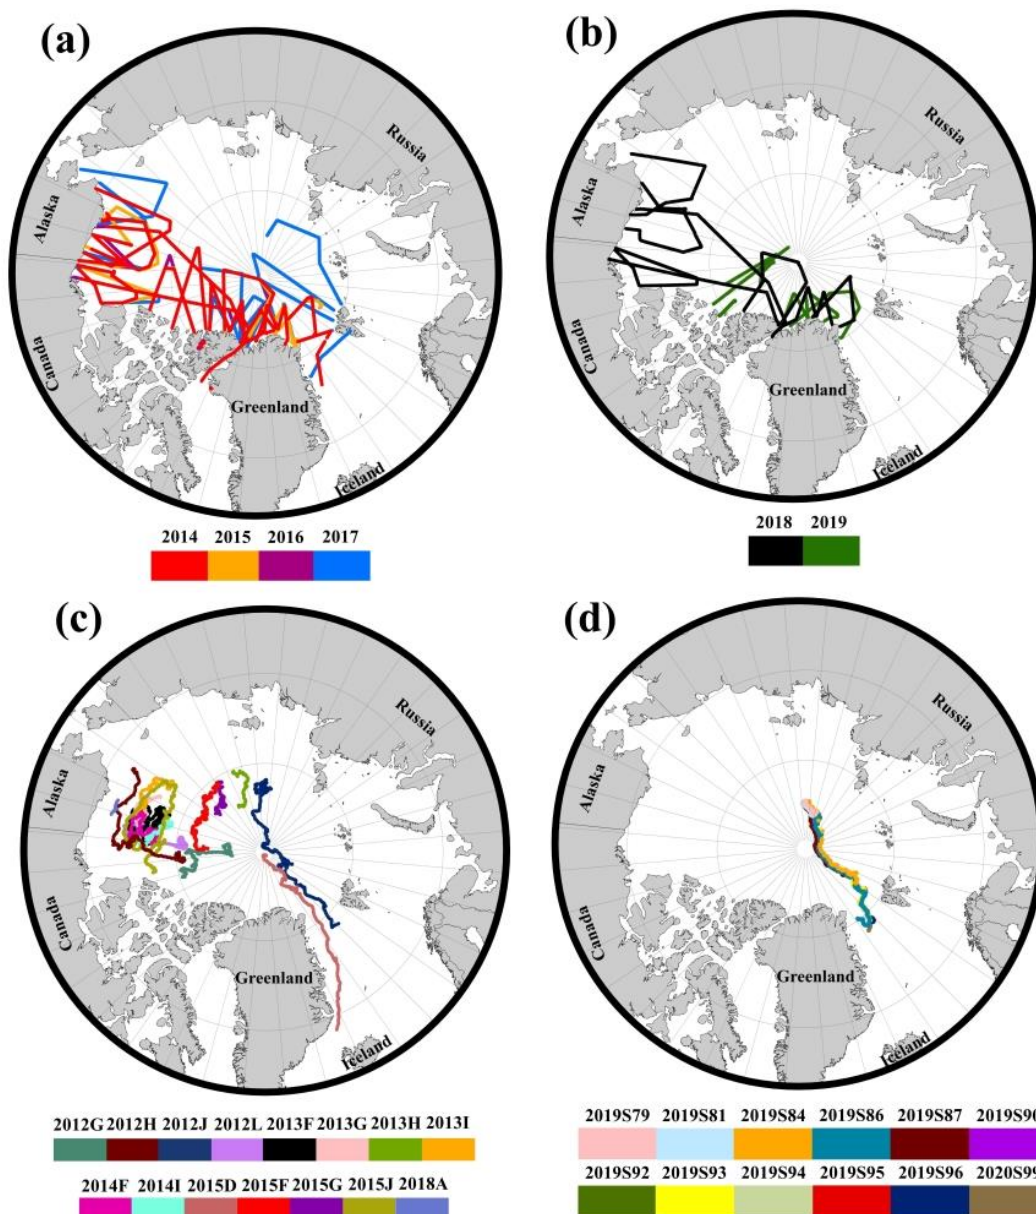 (a)
Russia
Alaska
Canada
Greenland
Iceland
2014 2015 2016 2017
(b)
Russia
Alaska
Canada
Greenland
Iceland
2018 2019
(c)
Russia
Alaska
Canada
Greenland
Iceland
2012G 2012H 2012J 2012L 2013F 2013G 2013H 2013I
2014F 2014I 2015D 2015F 2015G 2015J 2018A
(d)
Russia
Alaska
Canada
Greenland
Iceland
2019S79 2019S81 2019S84 2019S86 2019S87 2019S90
2019S92 2019S93 2019S94 2019S95 2019S96 2020S99